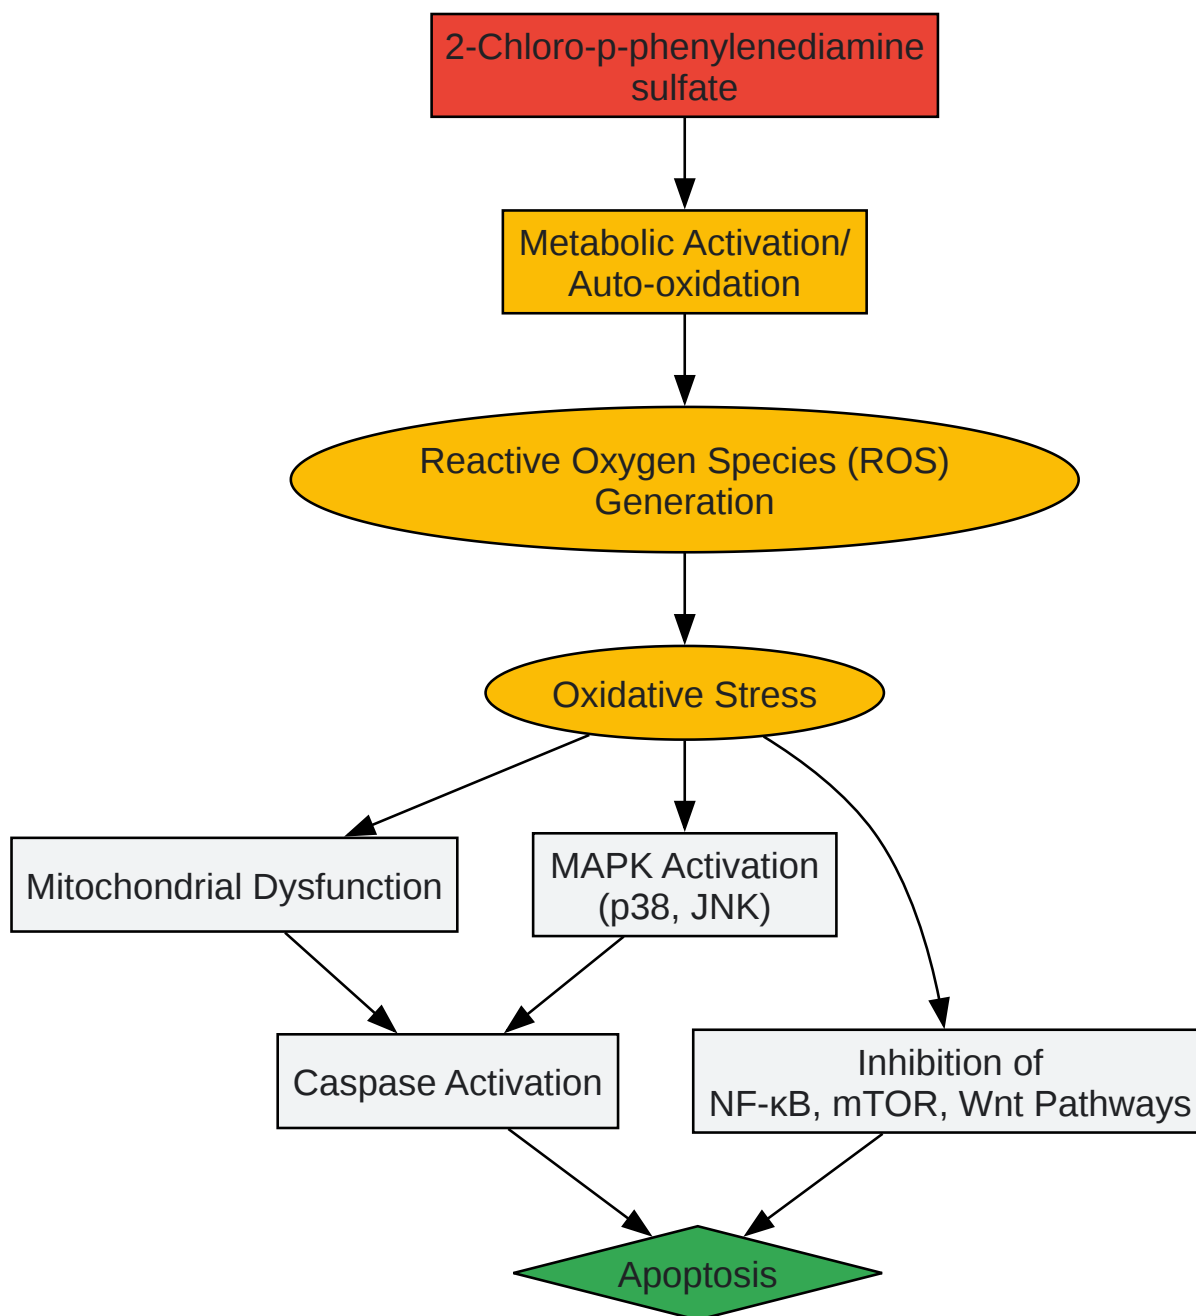 2-Chloro-p-phenylenediamine
sulfate
Metabolic Activation/
Auto-oxidation
Reactive Oxygen Species (ROS)
Generation
Oxidative Stress
Mitochondrial Dysfunction
MAPK Activation
(p38, JNK)
Caspase Activation
Inhibition of
NF-κB, mTOR, Wnt Pathways
Apoptosis